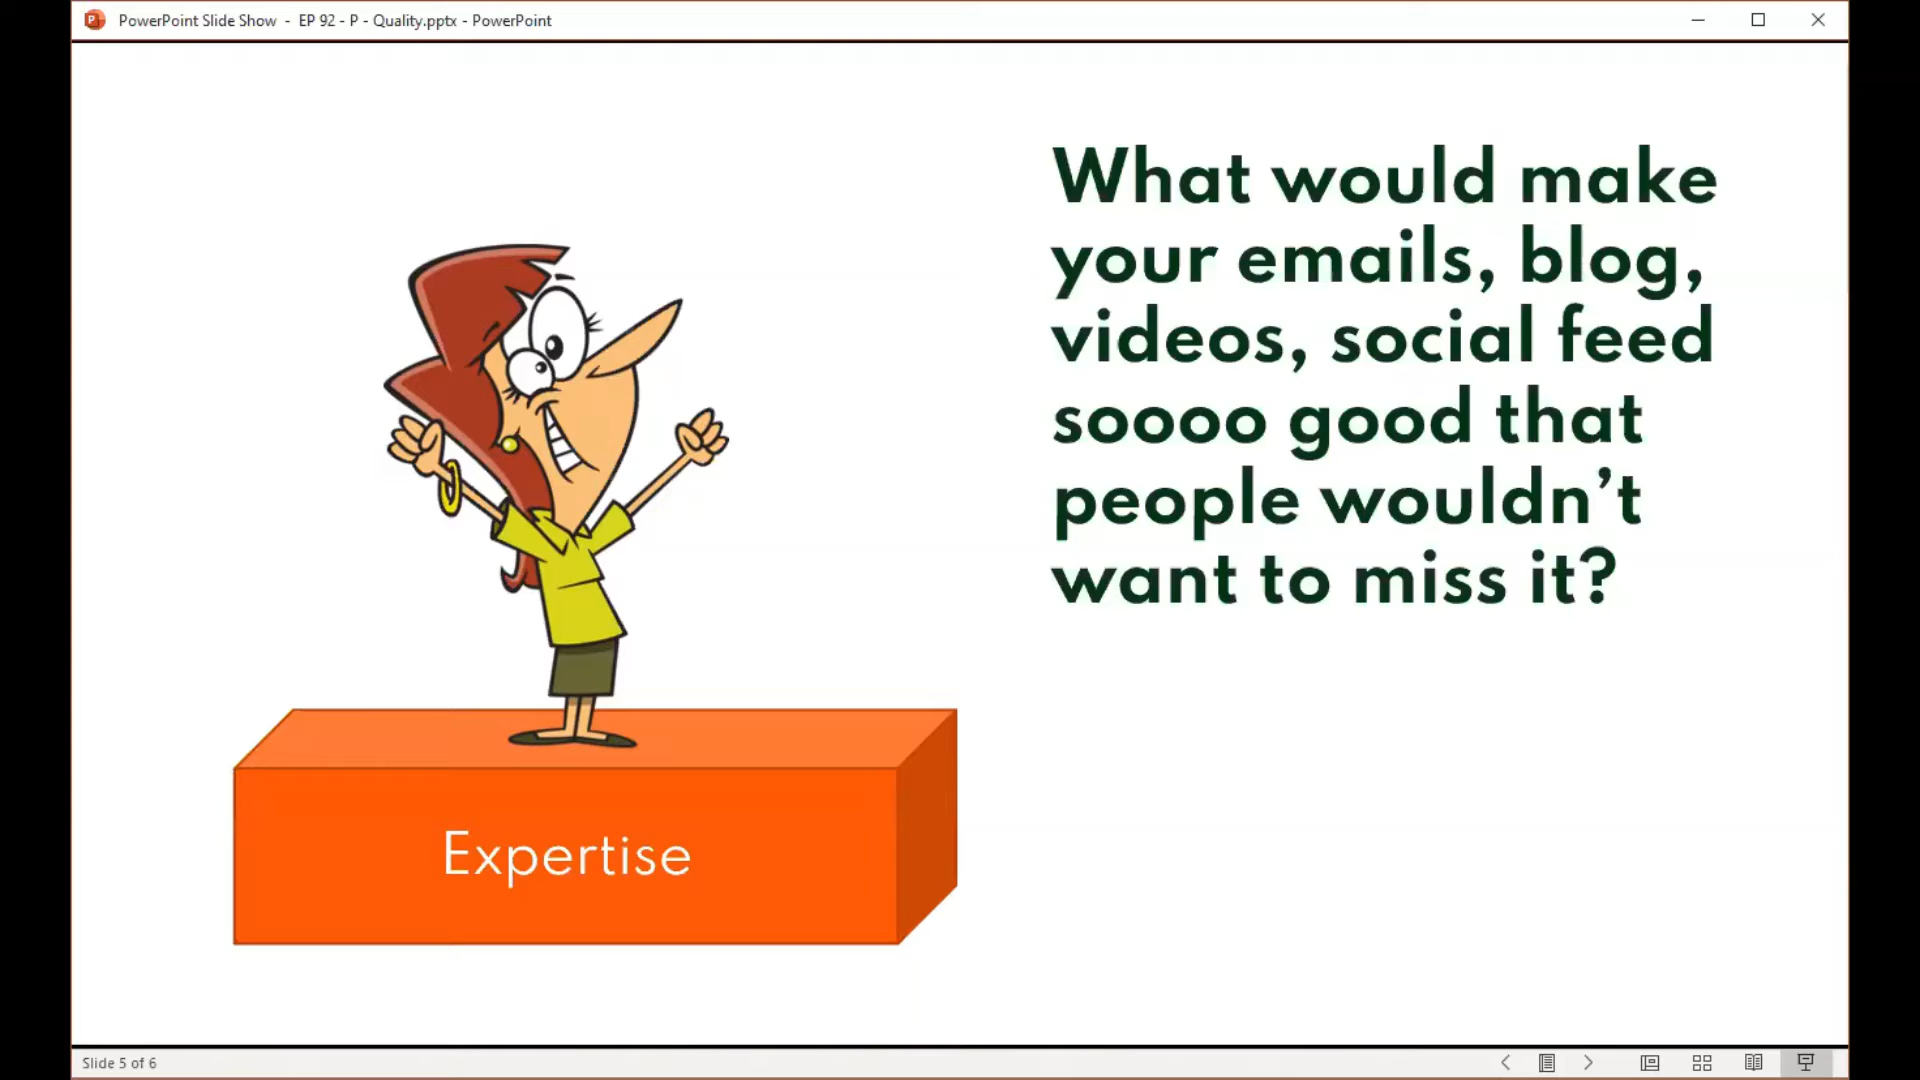 PowerPoint Slide Show - EP 92 - P - Quality.pptx - PowerPoint
What would make
your emails, blog,
videos, social feed
soooo good that
people wouldn’t
want to miss it?
Expertise
Slide 5 of 6